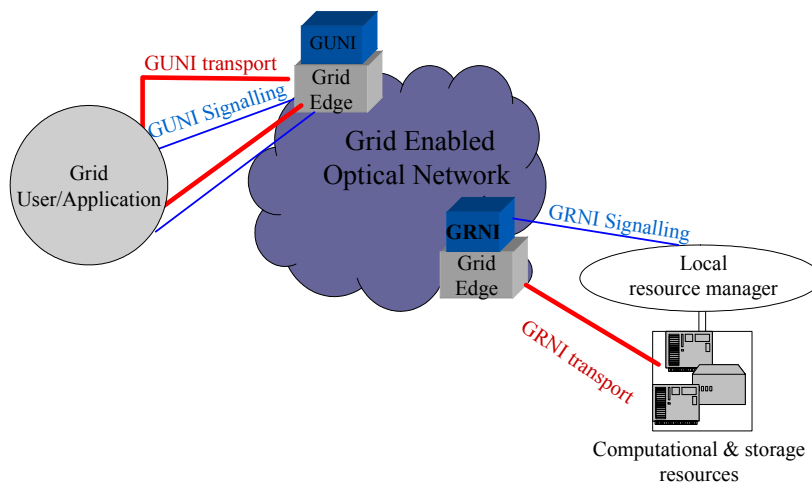 GUNI
GUNI transport
Grid
Edge
GUNI Signalling
Grid Enabled
Optical Network
Grid
User/Application
GRNI
GRNI Signalling
Grid
Edge
Local
resource manager
GRNI transport
Computational & storage
resources